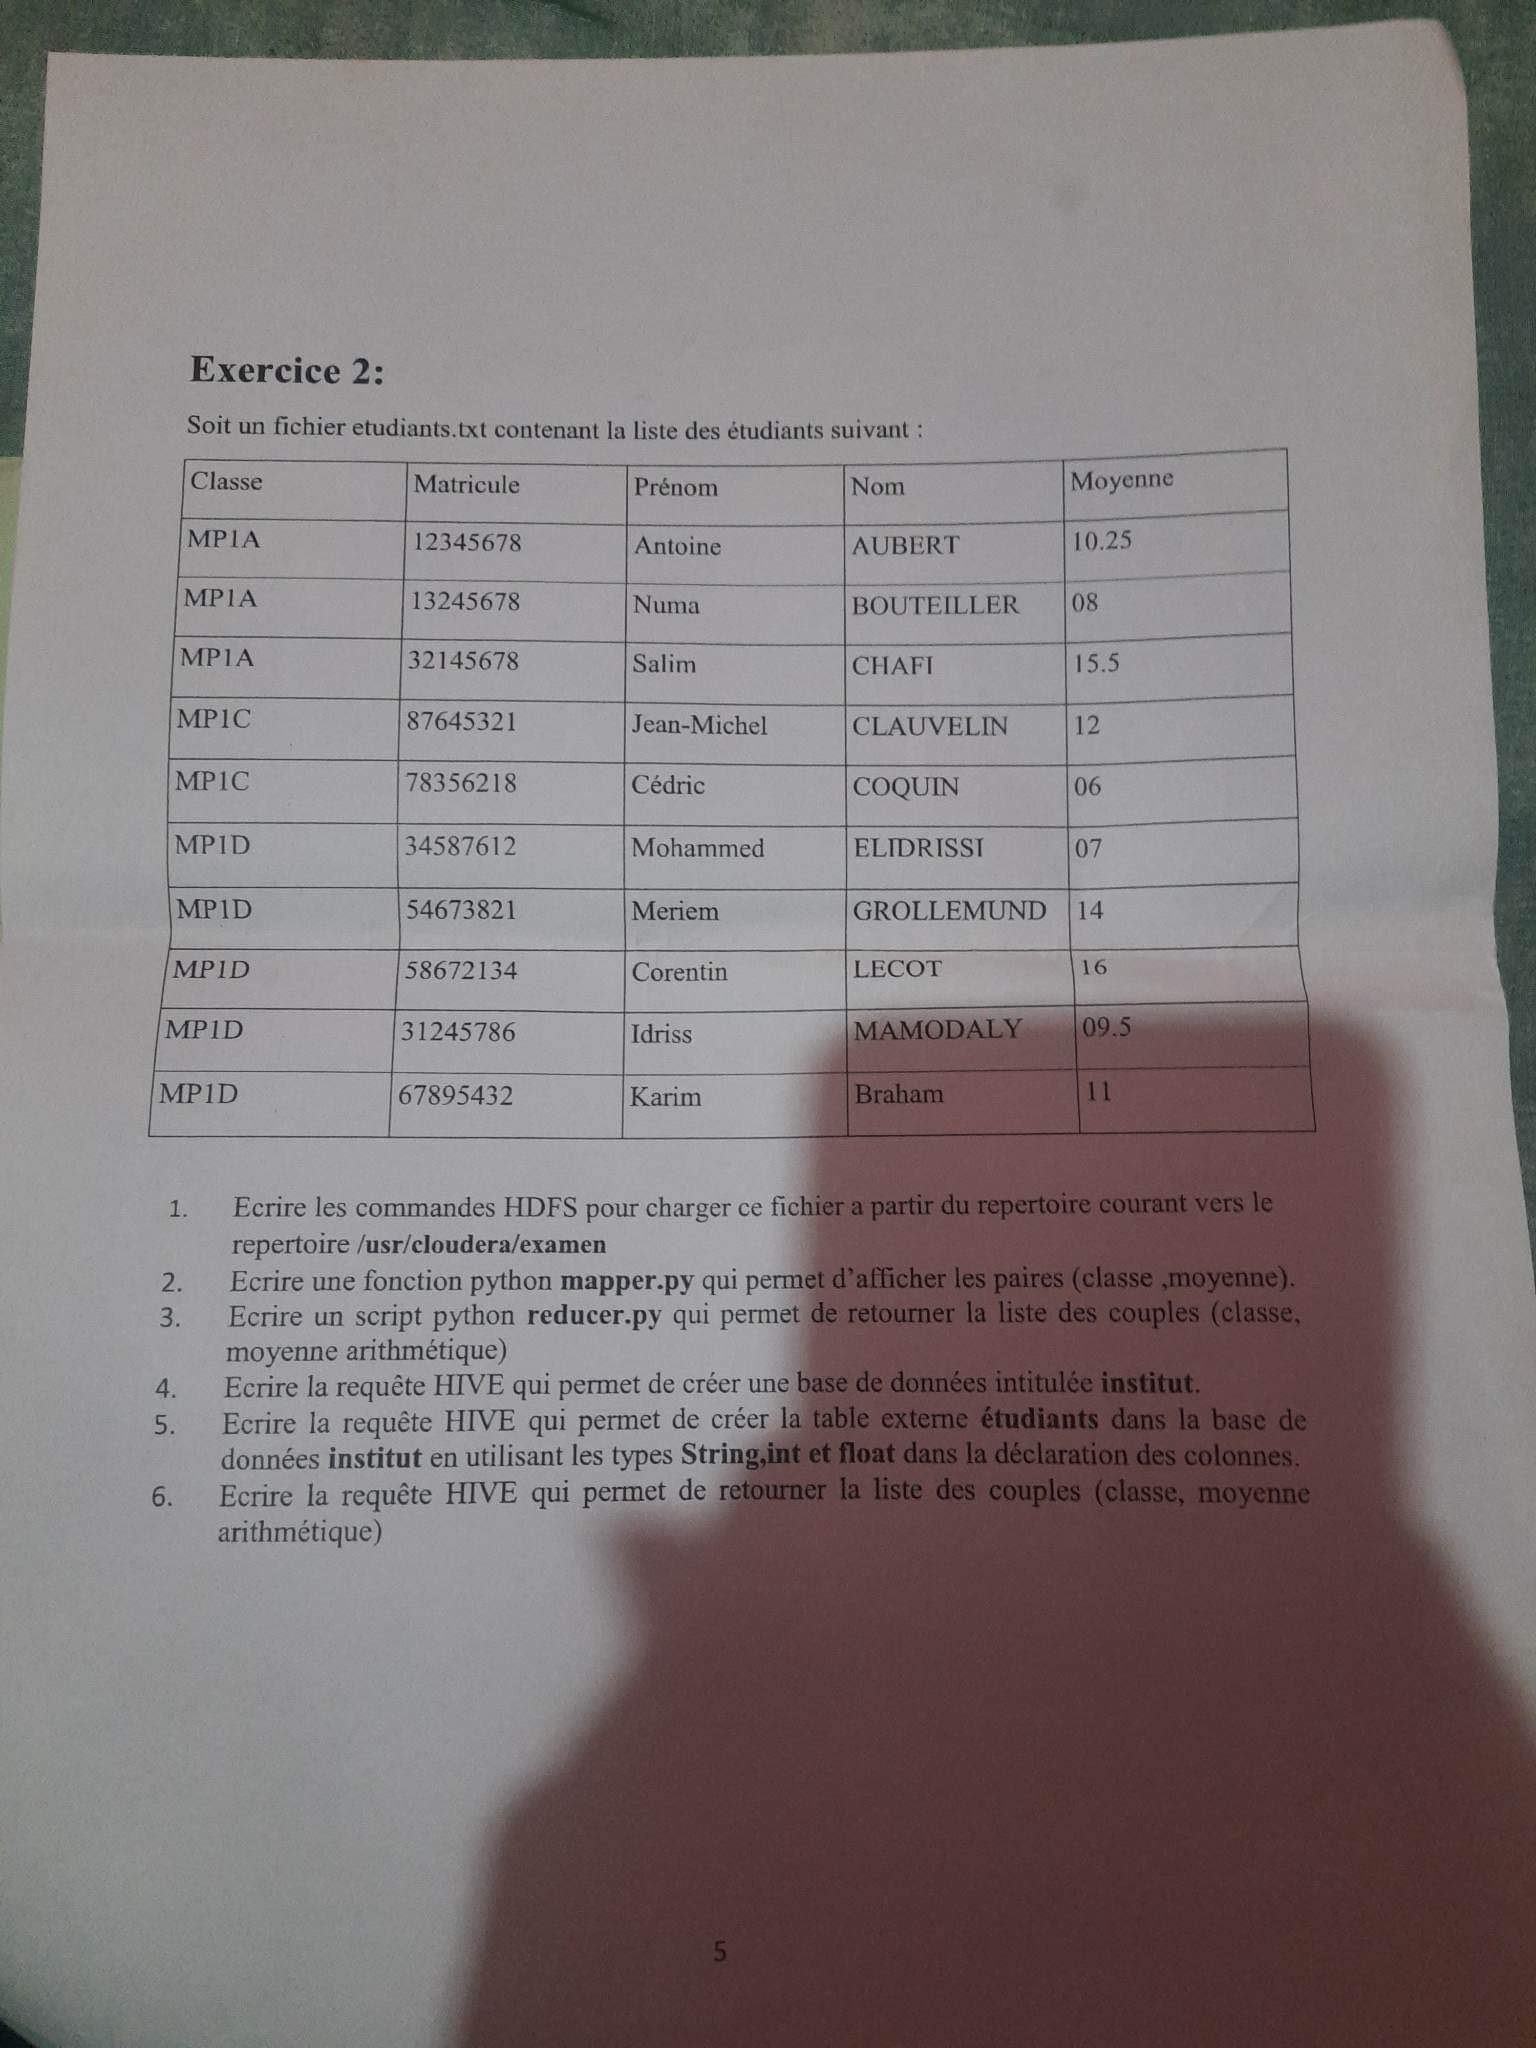 Exercice 2:
Soit un fichier etudiants.txt contenant la liste des étudiants suivant :
Classe Matricule Prénom Nom Moyenne
MP1A 12345678 Antoine AUBERT 10.25
MP1A 13245678 Numa BOUTEILLER 08
MP1A 32145678 Salim CHAFI 15.5
MP1C 87645321 Jean-Michel CLAUVELIN 12
MP1C 78356218 Cédric COQUIN 06
MP1D 34587612 Mohammed ELIDRISSI 07
MP1D 54673821 Meriem GROLLEMUND 14
MP1D 58672134 Corentin LECOT 16
MP1D 31245786 Idriss MAMODALY 09.5
MP1D 67895432 Karim Braham 11
1. Ecrire les commandes HDFS pour charger ce fichier a partir du repertoire courant vers le
repertoire /usr/cloudera/examen
2. Ecrire une fonction python mapper.py qui permet d'afficher les paires (classe ,moyenne).
3. Ecrire un script python reducer.py qui permet de retourner la liste des couples (classe,
moyenne arithmétique)
4. Ecrire la requête HIVE qui permet de créer une base de données intitulée institut.
5. Ecrire la requête HIVE qui permet de créer la table externe étudiants dans la base de
données institut en utilisant les types String,int et float dans la déclaration des colonnes.
6. Ecrire la requête HIVE qui permet de retourner la liste des couples (classe, moyenne
arithmétique)
5